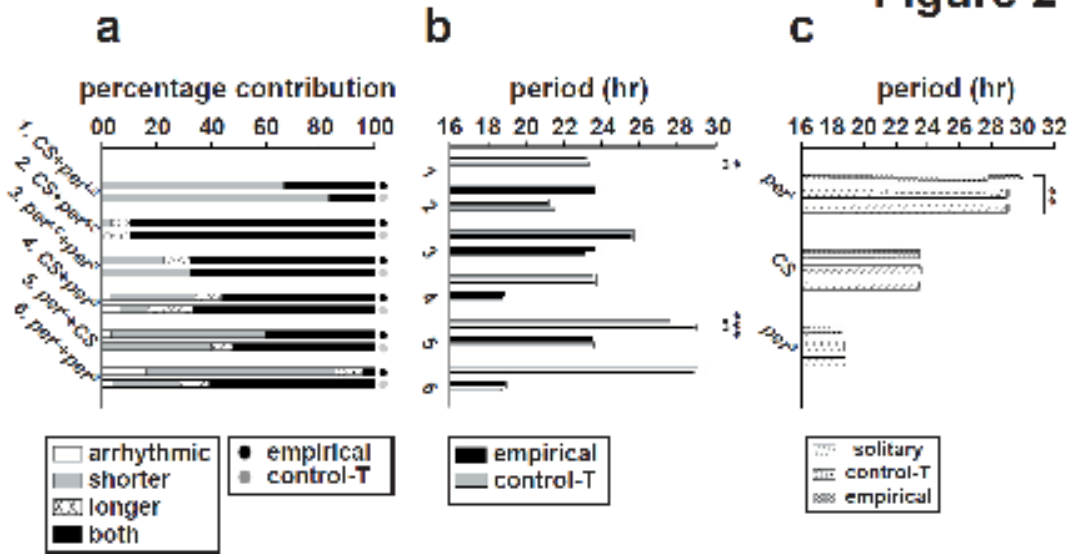 Figure 2
a
b
c
percentage contribution
period (hr)
period (hr)
00 20 40 60 80 100
16 18 20 22 24 26 28 30
16 18 20 22 24 26 28 30 32
1. CS+per
2. CS+per
3. per+per
4. CS+per
5. per+CS
6. per+per
1
2
3
4
5
6
per
CS
per
arrhythmic
shorter
longer
both
empirical
control-T
empirical
control-T
solitary
control-T
empirical